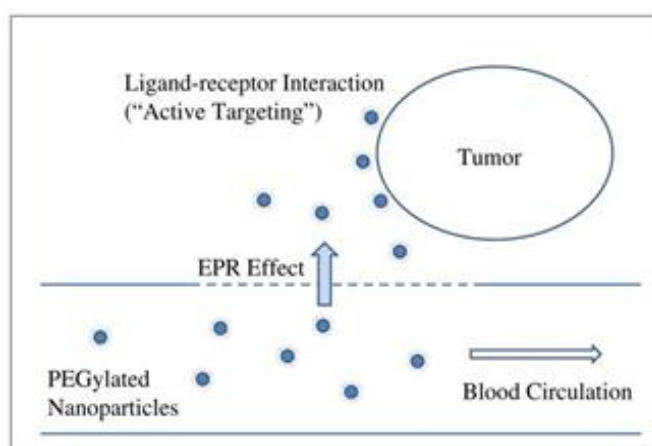 Ligand-receptor Interaction
(“Active Targeting”)
Tumor
EPR Effect
PEGylated
Nanoparticles
Blood Circulation